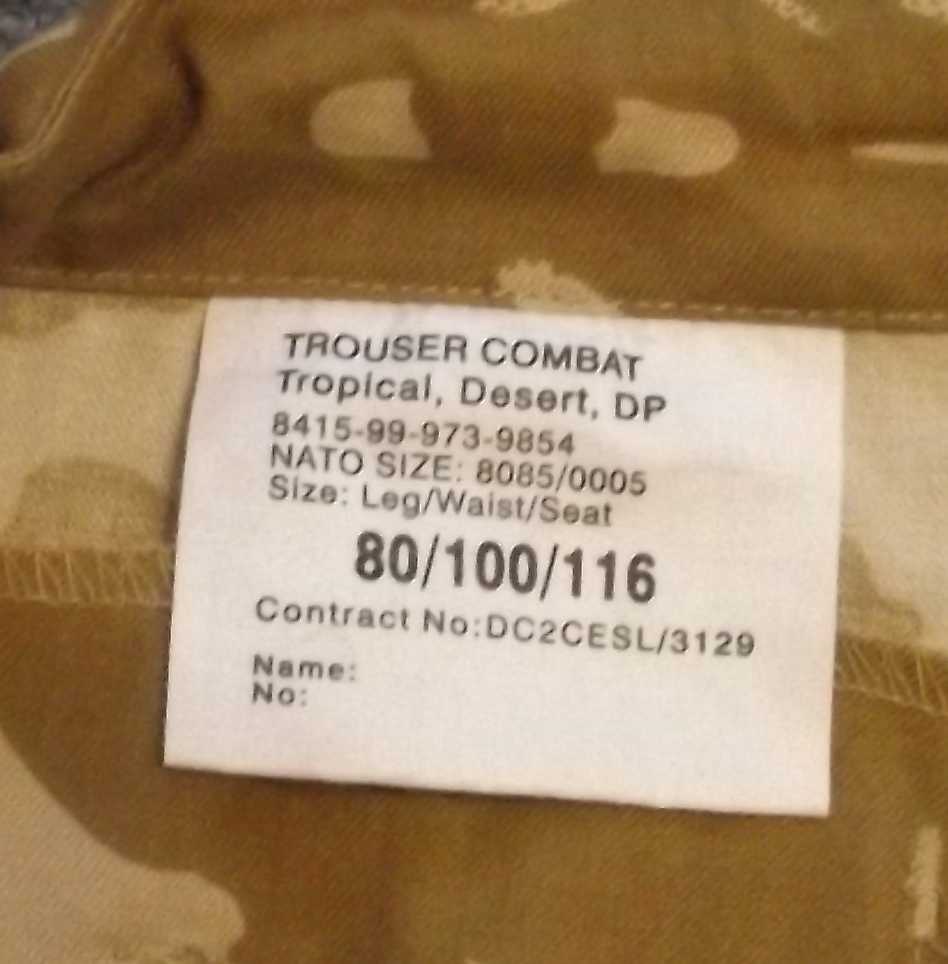 TROUSER COMBAT
Tropical, Desert, DP
8415-99-973-9854
NATO SIZE: 8085/0005
Size: Leg/Waist/Seat
80/100/116
Contract No:DC2CESL/3129
Name:
No: